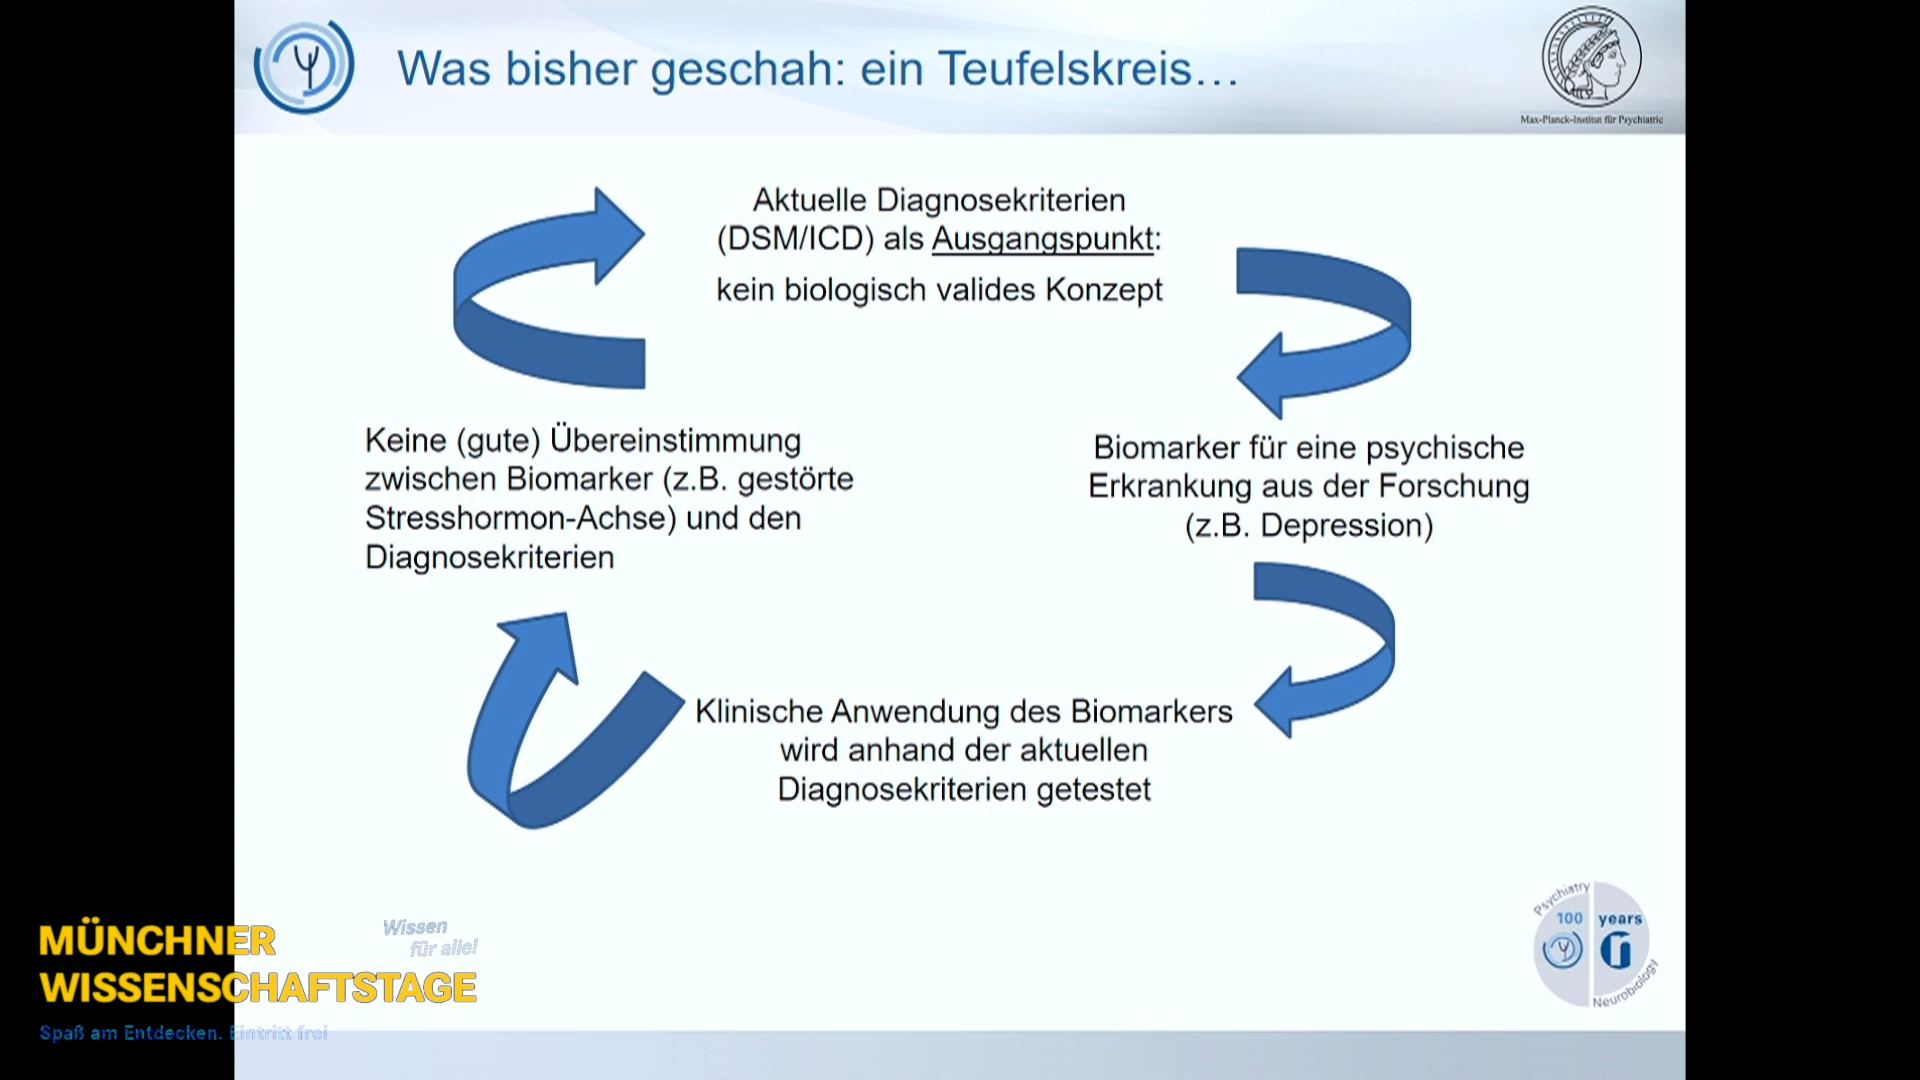 Was bisher geschah: ein Teufelskreis…
Max-Planck-Institut für Psychiatrie
Aktuelle Diagnosekriterien
(DSM/ICD) als Ausgangspunkt:
kein biologisch valides Konzept
Keine (gute) Übereinstimmung
zwischen Biomarker (z.B. gestörte
Stresshormon-Achse) und den
Diagnosekriterien
Biomarker für eine psychische
Erkrankung aus der Forschung
(z.B. Depression)
Klinische Anwendung des Biomarkers
wird anhand der aktuellen
Diagnosekriterien getestet
Psychiatry
100 years
Neurobiology
MÜNCHNER
WISSENSCHAFTSTAGE
Wissen
für alle!
Spaß am Entdecken. Eintritt frei